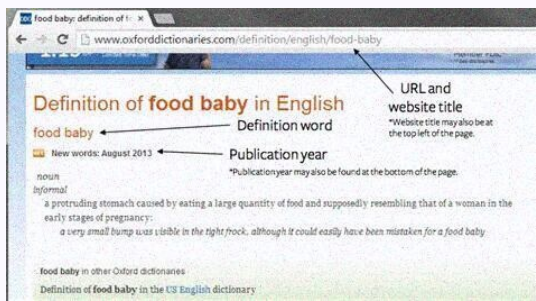 food baby: definition of f
www.oxforddictionaries.com/definition/english/food-baby
URL and
website title
*Website title may also be at
the top left of the page.
Definition of food baby in English
food baby
Definition word
New words: August 2013
Publication year
*Publication year may also be found at the bottom of the page.
noun
informal
a protruding stomach caused by eating a large quantity of food and supposedly resembling that of a woman in the
early stages of pregnancy:
a very small bump was visible in the tight frock, although it could easily have been mistaken for a food baby
food baby in other Oxford dictionaries
Definition of food baby in the US English dictionary